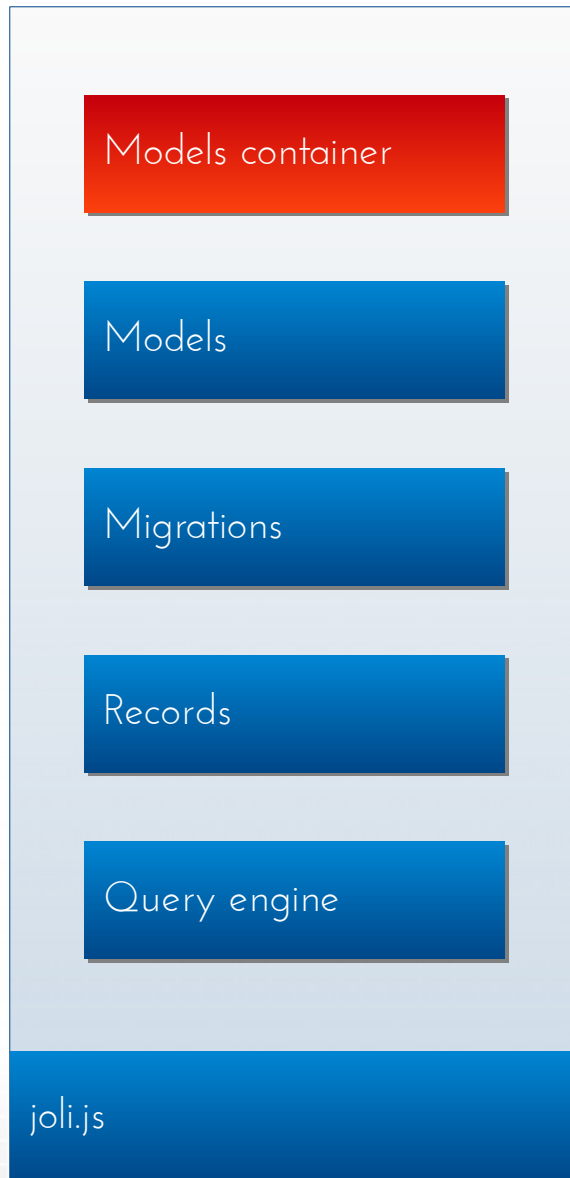 Models container
Models
Migrations
Records
Query engine
joli.js